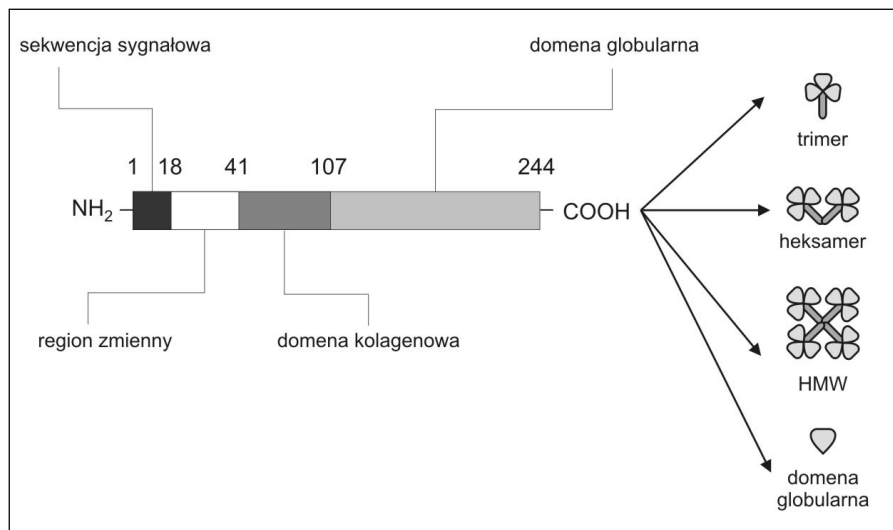 sekwencja sygnałowa
domena globularna
1 18 41 107 244
NH2
COOH
region zmienny
domena kolagenowa
trimer
heksamer
HMW
domena
globularna